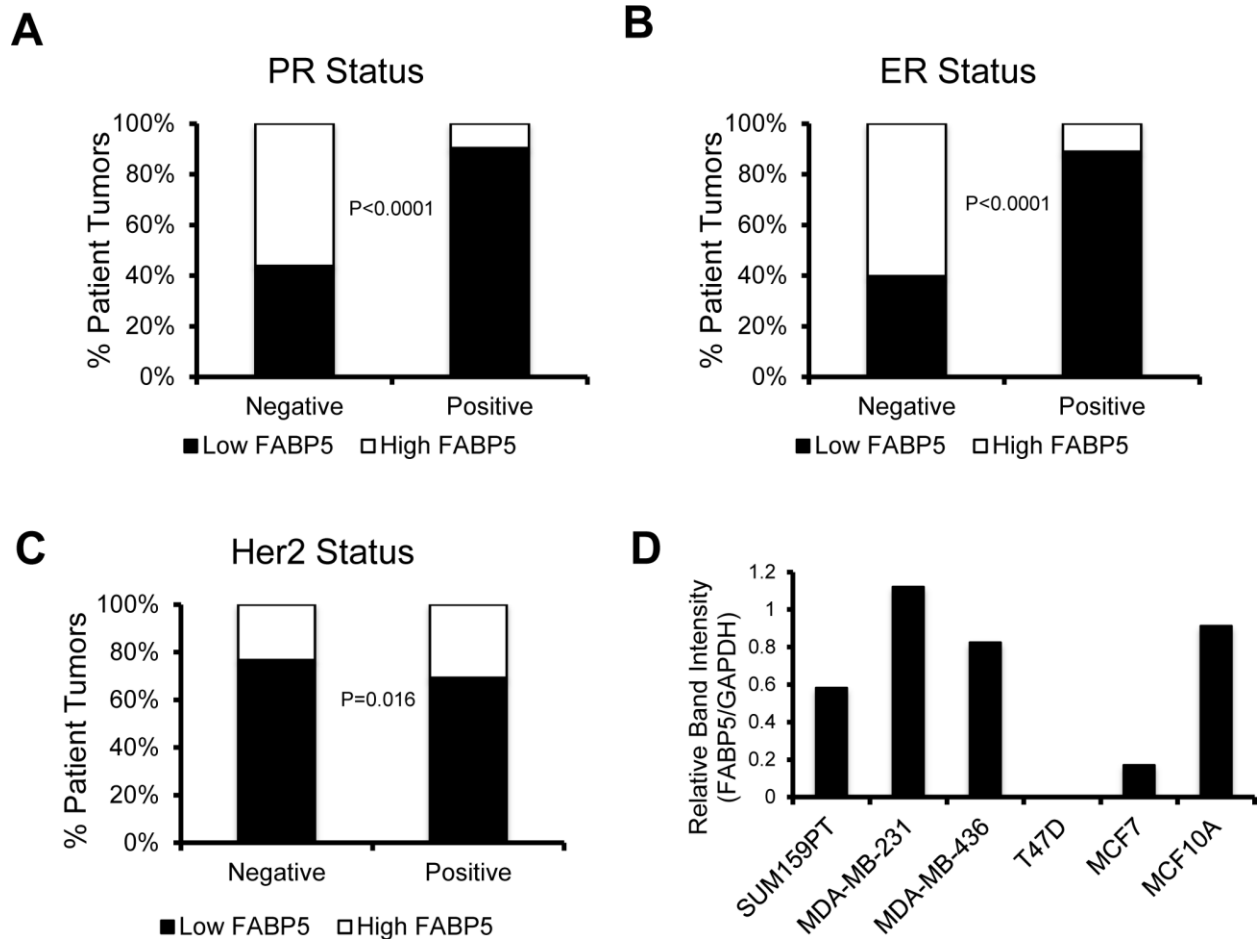 A
PR Status
100%
80%
60%
40%
20%
0%
% Patient Tumors
P<0.0001
Negative Positive
Low FABP5 High FABP5
B
ER Status
100%
80%
60%
40%
20%
0%
% Patient Tumors
P<0.0001
Negative Positive
Low FABP5 High FABP5
C
Her2 Status
100%
80%
60%
40%
20%
0%
% Patient Tumors
P=0.016
Negative Positive
Low FABP5 High FABP5
D
1.2
1
0.8
0.6
0.4
0.2
0
Relative Band Intensity
(FABP5/GAPDH)
SUM159PT
MDA-MB-231
MDA-MB-436
T47D
MCF7
MCF10A